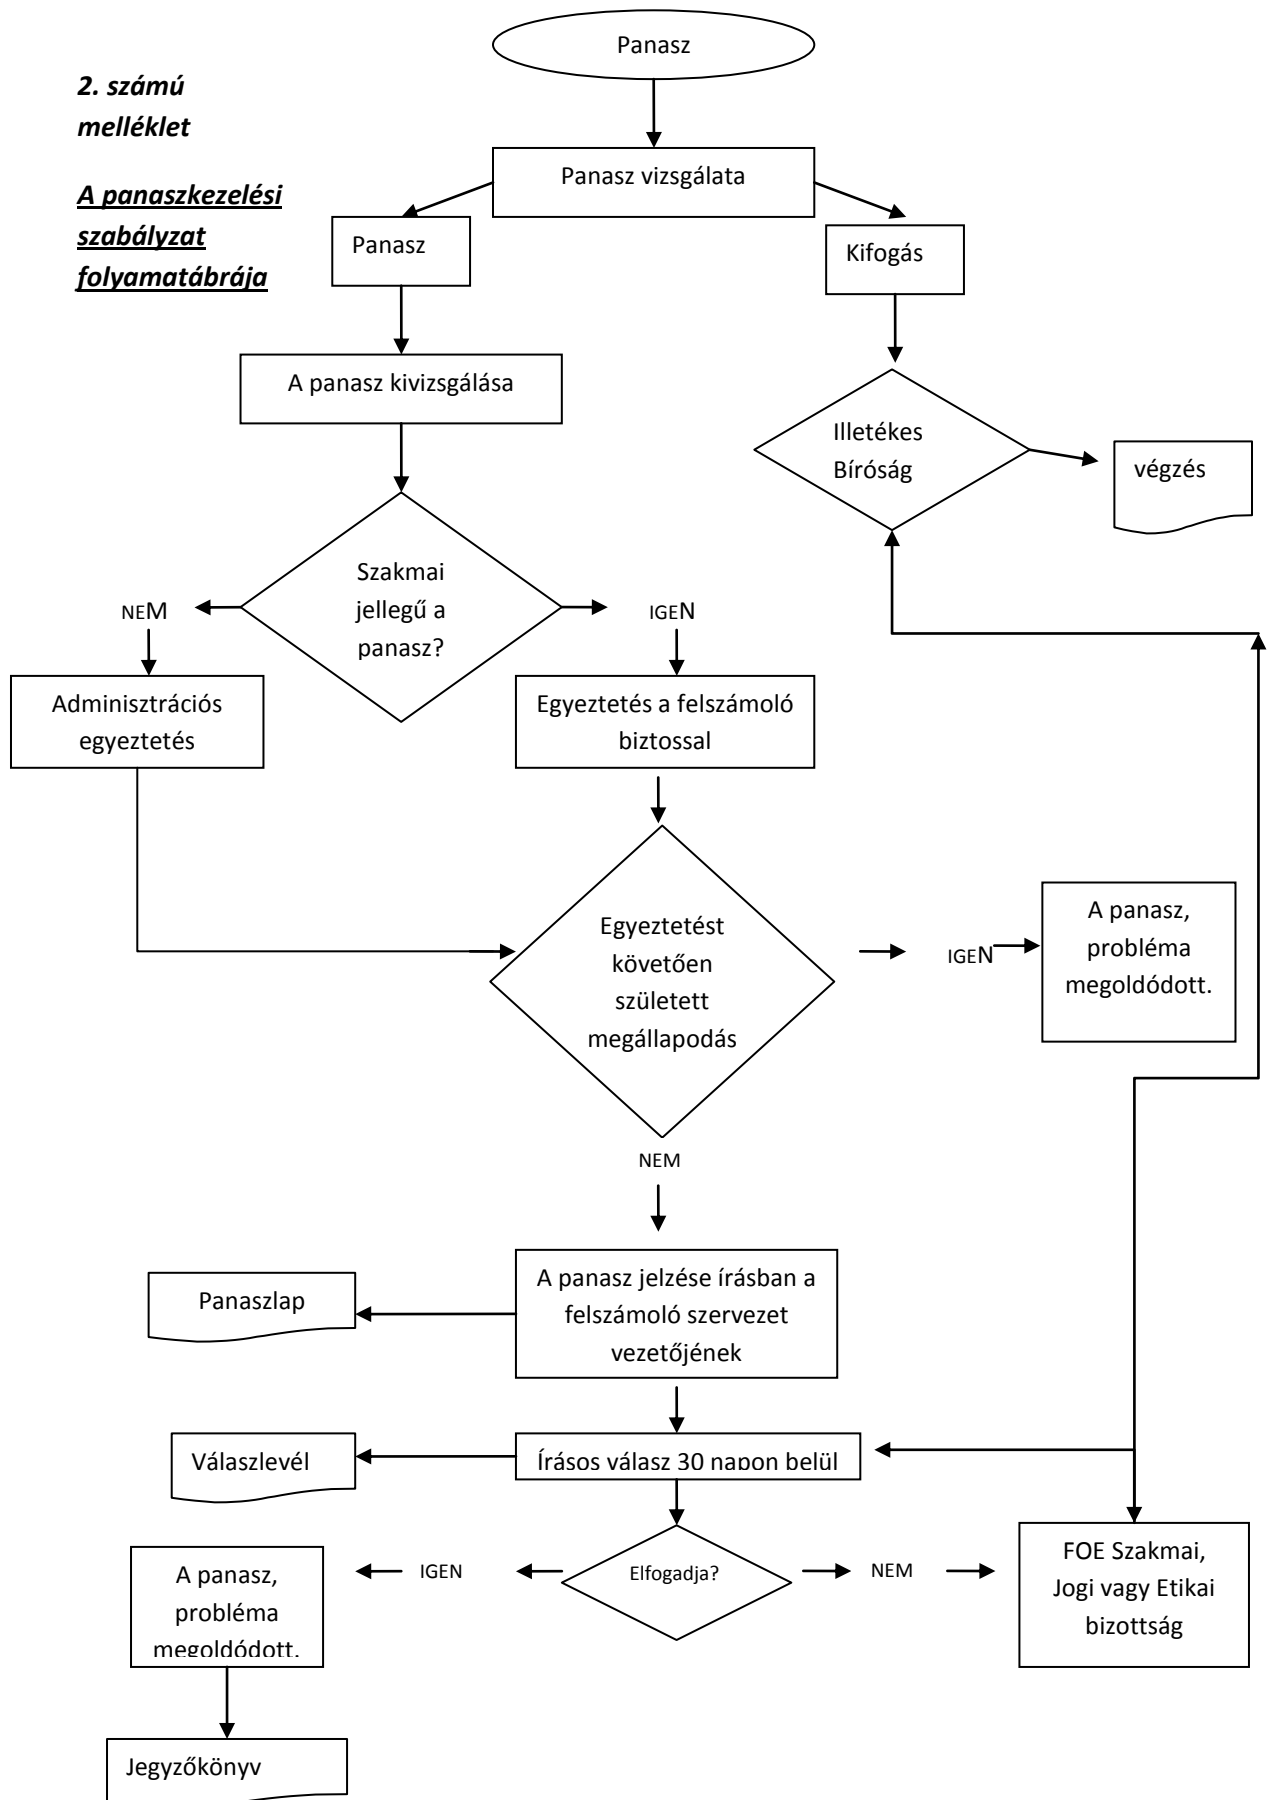 Panasz
2. számú
melléklet
Panasz vizsgálata
A panaszkezelési
szabályzat
folyamatábrája
Panasz
Kifogás
A panasz kivizsgálása
Illetékes
Bíróság
végzés
Szakmai
jellegű a
panasz?
NEM
IGEN
Adminisztrációs
egyeztetés
Egyeztetés a felszámoló
biztossal
Egyeztetést
követően
született
megállapodás
IGEN
A panasz,
probléma
megoldódott.
NEM
A panasz jelzése írásban a
felszámoló szervezet
vezetőjének
Panaszlap
Írásos válasz 30 napon belül
Válaszlevél
Elfogadja?
IGEN
NEM
A panasz,
probléma
megoldódott.
FOE Szakmai,
Jogi vagy Etikai
bizottság
Jegyzőkönyv